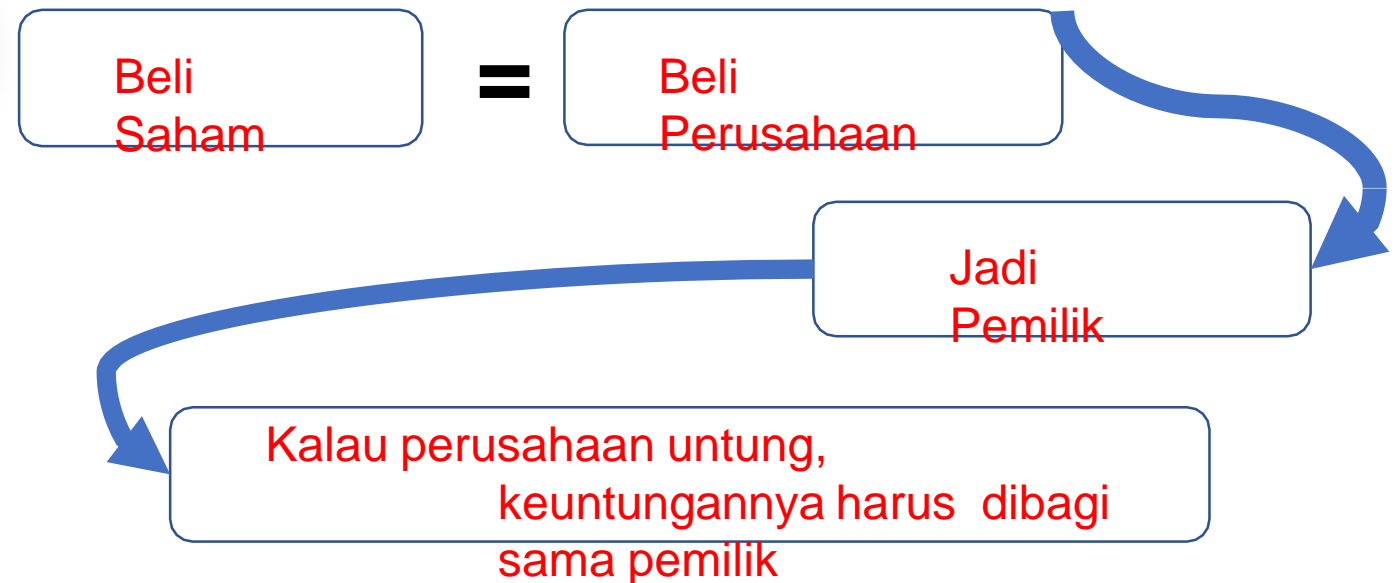 Beli
Saham
=
Beli
Perusahaan
Jadi
Pemilik
Kalau perusahaan untung,
keuntungannya harus dibagi
sama pemilik